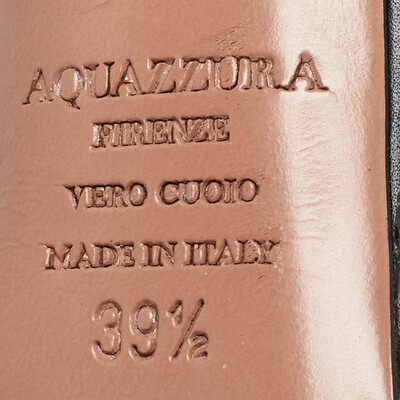 AQUAZZURA
FIRENZE
VERO CUOIO
MADE IN ITALY
39½